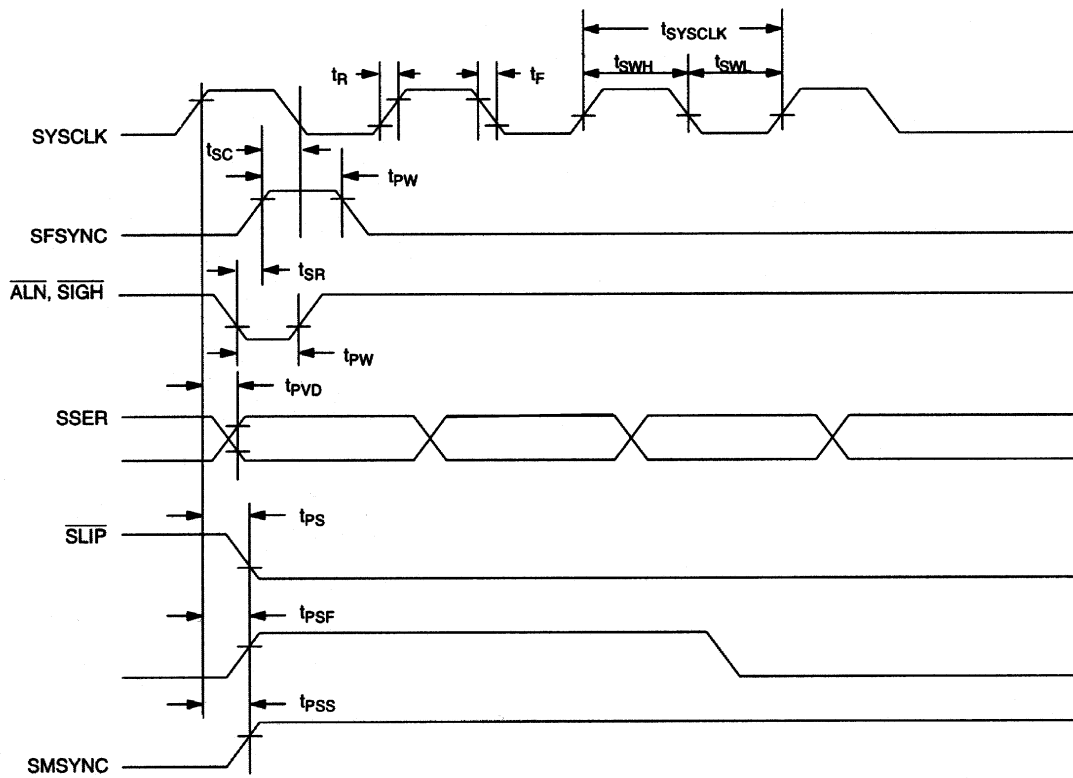 tSYSCLK
tR tF tSWH tSWL
SYSCLK
tSC
tPW
SFSYNC
tSR
ALN, SIGH
tPW
tPVD
SSER
tPS
SLIP
tPSF
tPSS
SMSYNC